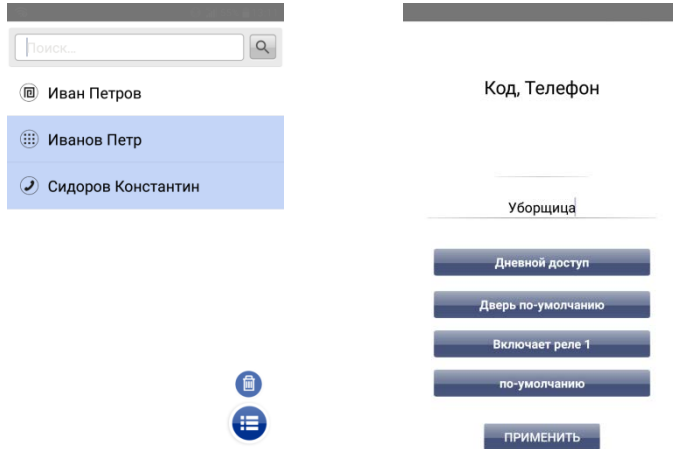 Поиск...
Иван Петров
Иванов Петр
Сидоров Константин
Код, Телефон
Уборщица
Дневной доступ
Дверь по-умолчанию
Включает реле 1
по-умолчанию
ПРИМЕНИТЬ